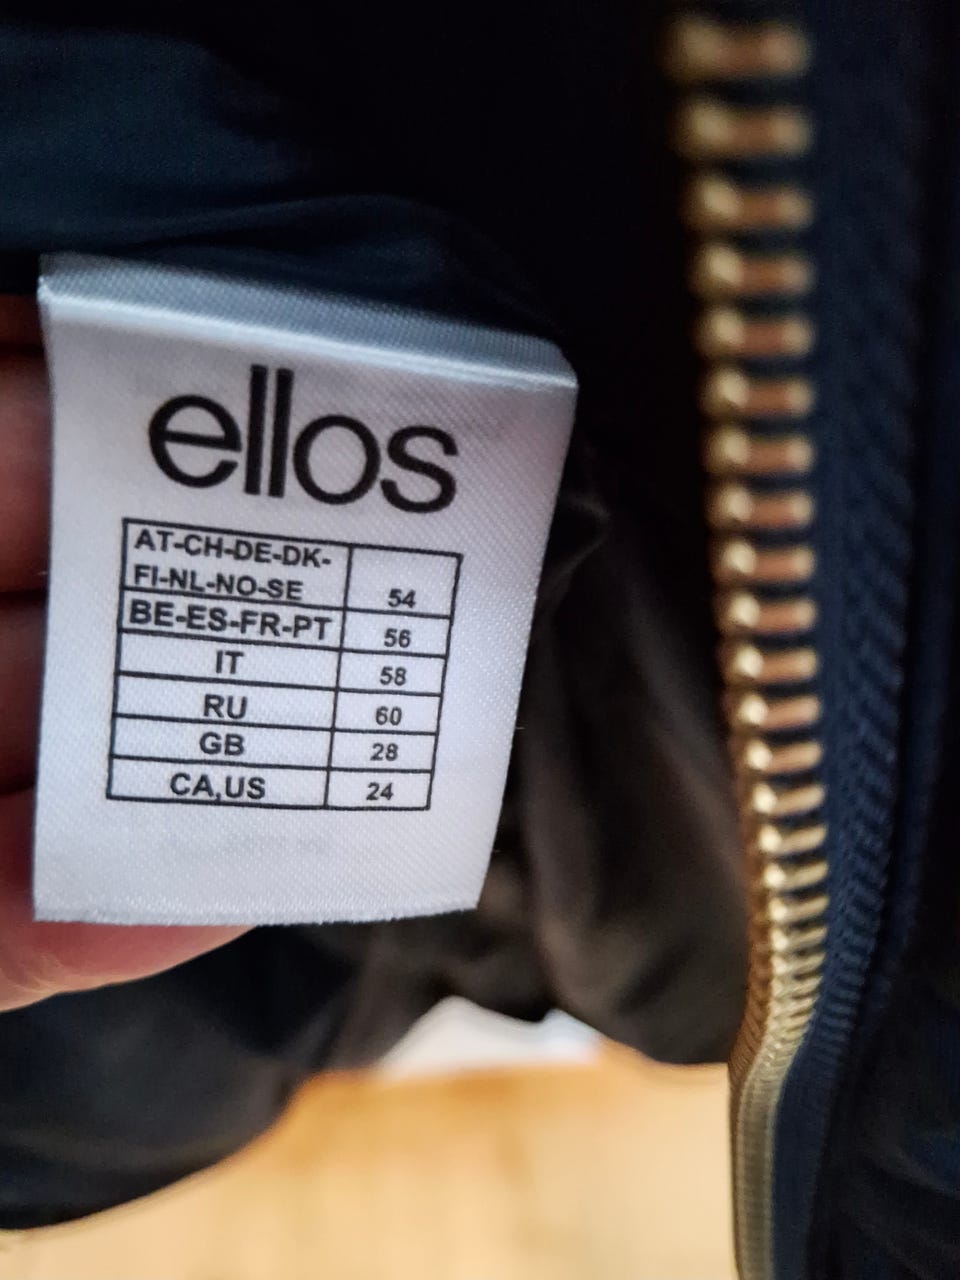 ellos
AT-CH-DE-DK-
FI-NL-NO-SE 54
BE-ES-FR-PT 56
IT 58
RU 60
GB 28
CA,US 24